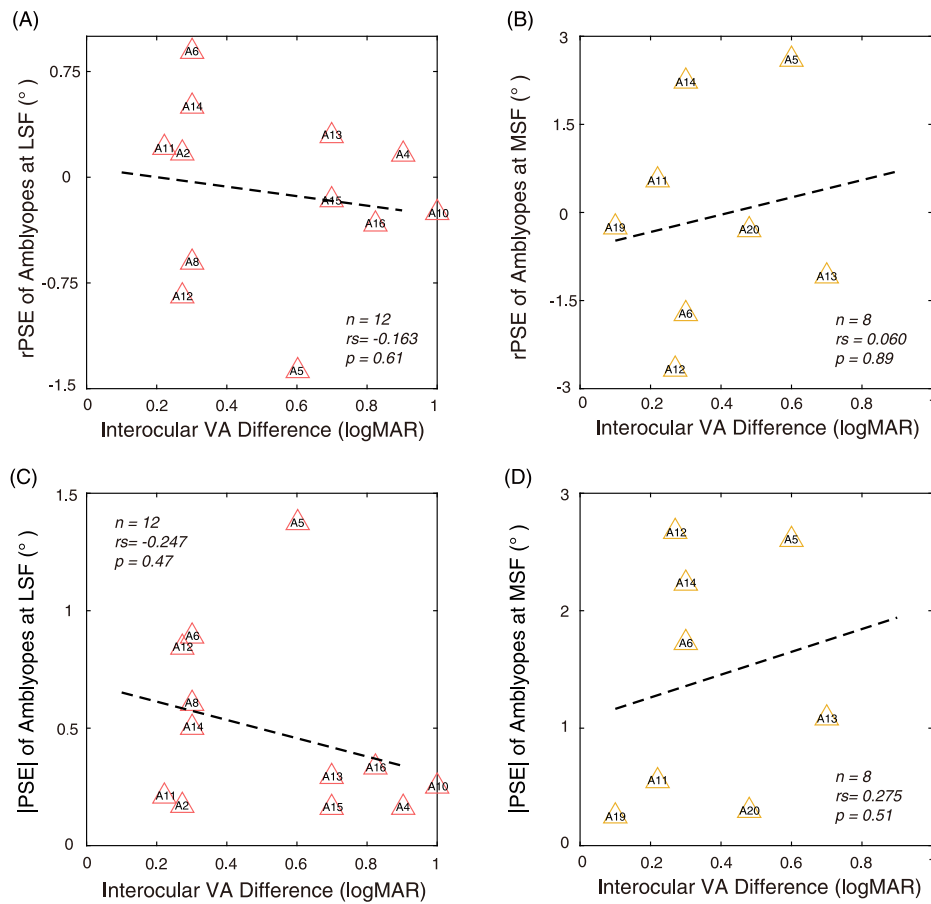 (A)
rPSE of Amblyopes at LSF (°)
0.75
0
-0.75
-1.5
A6
A14
A11
A2
A13
A4
A15
A10
A16
A8
A12
A5
n = 12
rs= -0.163
p = 0.61
0 0.2 0.4 0.6 0.8 1
Interocular VA Difference (logMAR)
(B)
rPSE of Amblyopes at MSF (°)
3
1.5
0
-1.5
-3
A5
A14
A11
A19
A20
A13
A6
A12
n = 8
rs = 0.060
p = 0.89
0 0.2 0.4 0.6 0.8 1
Interocular VA Difference (logMAR)
(C)
|PSE| of Amblyopes at LSF (°)
1.5
1
0.5
0
n = 12
rs= -0.247
p = 0.47
A5
A6
A12
A8
A14
A16
A13
A10
A11
A2
A15
A4
0 0.2 0.4 0.6 0.8 1
Interocular VA Difference (logMAR)
(D)
|PSE| of Amblyopes at MSF (°)
3
2
1
0
A12
A5
A14
A6
A13
A11
A20
A19
n = 8
rs= 0.275
p = 0.51
0 0.2 0.4 0.6 0.8 1
Interocular VA Difference (logMAR)